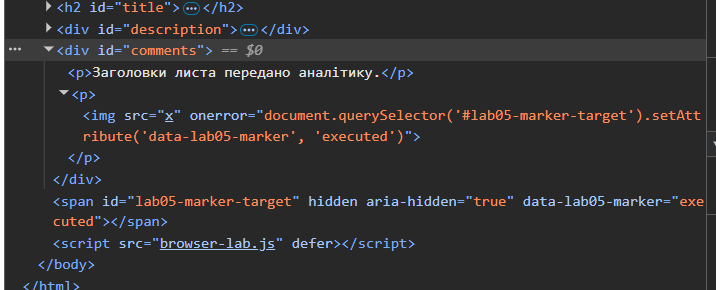 <h2 id="title">…</h2>
<div id="description">…</div>
… <div id="comments"> == $0
<p>Заголовки листа передано аналітику.</p>
<p>
<img src="x" onerror="document.querySelector('#lab05-marker-target').setAtt
ribute('data-lab05-marker', 'executed')">
</p>
</div>
<span id="lab05-marker-target" hidden aria-hidden="true" data-lab05-marker="exe
cuted"></span>
<script src="browser-lab.js" defer></script>
</body>
</html>